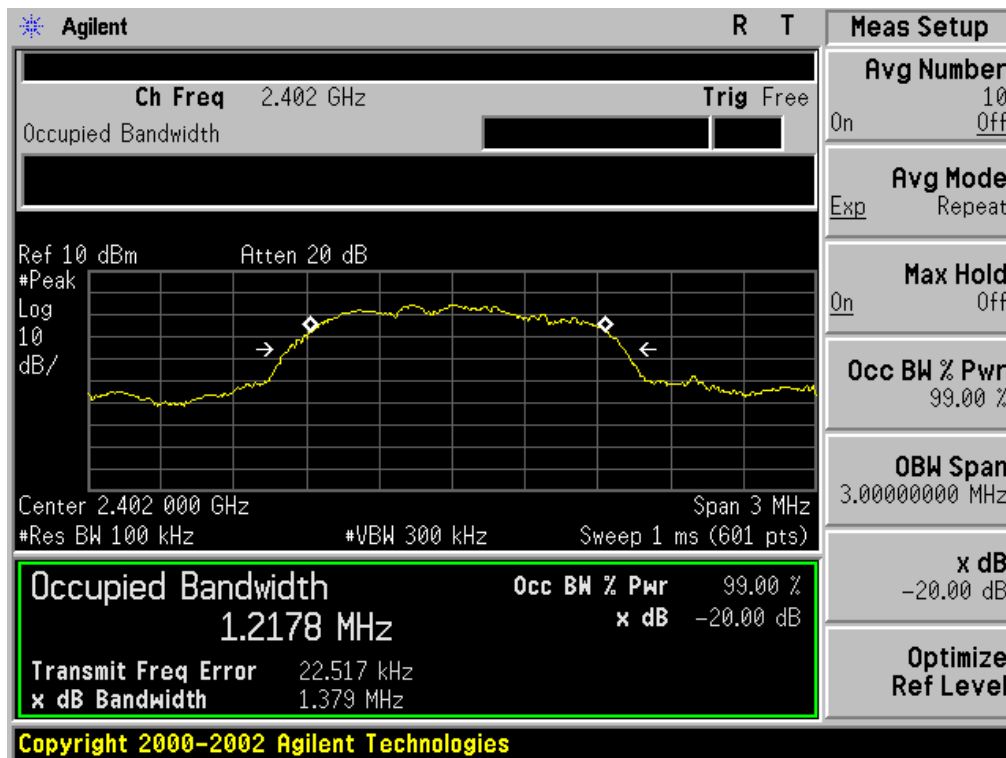 Agilent R T
Ch Freq 2.402 GHz Trig Free
Occupied Bandwidth
Ref 10 dBm Atten 20 dB
#Peak
Log
10
dB/
Center 2.402 000 GHz Span 3 MHz
#Res BW 100 kHz #VBW 300 kHz Sweep 1 ms (601 pts)
Occupied Bandwidth Occ BW % Pwr 99.00 %
1.2178 MHz x dB -20.00 dB
Transmit Freq Error 22.517 kHz
x dB Bandwidth 1.379 MHz
Copyright 2000-2002 Agilent Technologies
Meas Setup
Avg Number
10
On Off
Avg Mode
Exp Repeat
Max Hold
On Off
Occ BW % Pwr
99.00 %
OBW Span
3.00000000 MHz
x dB
-20.00 dB
Optimize
Ref Level